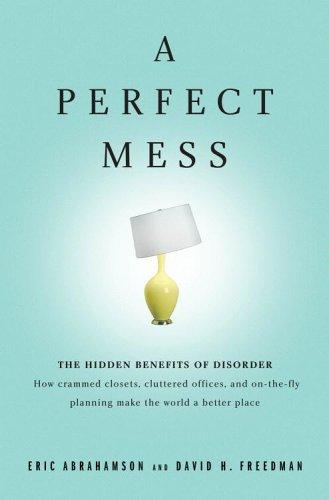 A
PERFECT
MESS
THE HIDDEN BENEFITS OF DISORDER
How crammed closets, cluttered offices, and on-the-fly
planning make the world a better place
ERIC ABRAHAMSON AND DAVID H. FREEDMAN